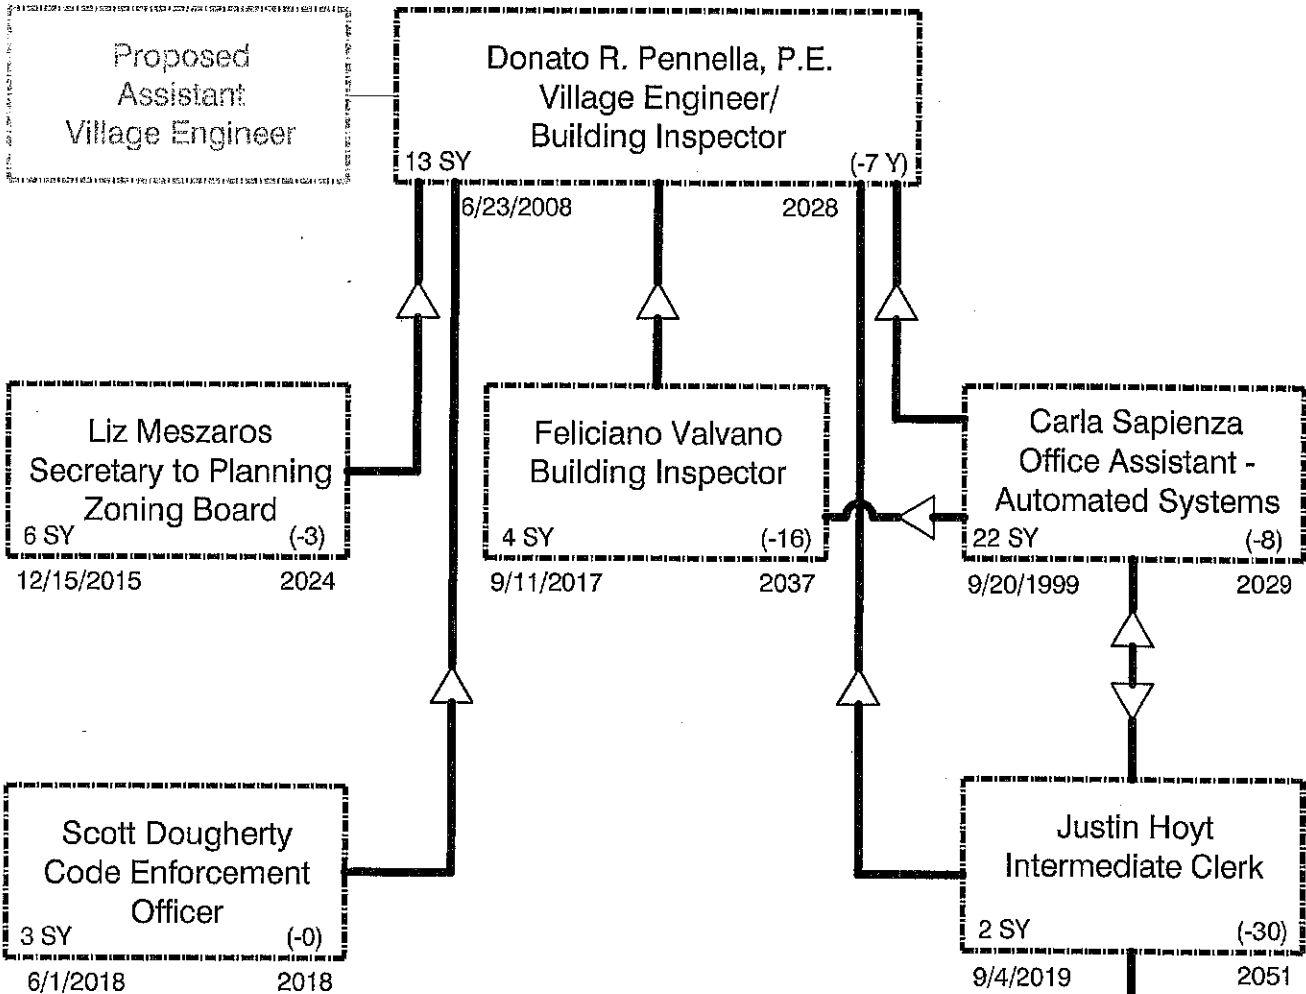 Proposed
Assistant
Village Engineer
Donato R. Pennella, P.E.
Village Engineer/
Building Inspector
13 SY (-7 Y)
6/23/2008 2028
Liz Meszaros
Secretary to Planning
Zoning Board
6 SY (-3)
12/15/2015 2024
Feliciano Valvano
Building Inspector
4 SY (-16)
9/11/2017 2037
Carla Sapienza
Office Assistant -
Automated Systems
22 SY (-8)
9/20/1999 2029
Scott Dougherty
Code Enforcement
Officer
3 SY (-0)
6/1/2018 2018
Justin Hoyt
Intermediate Clerk
2 SY (-30)
9/4/2019 2051